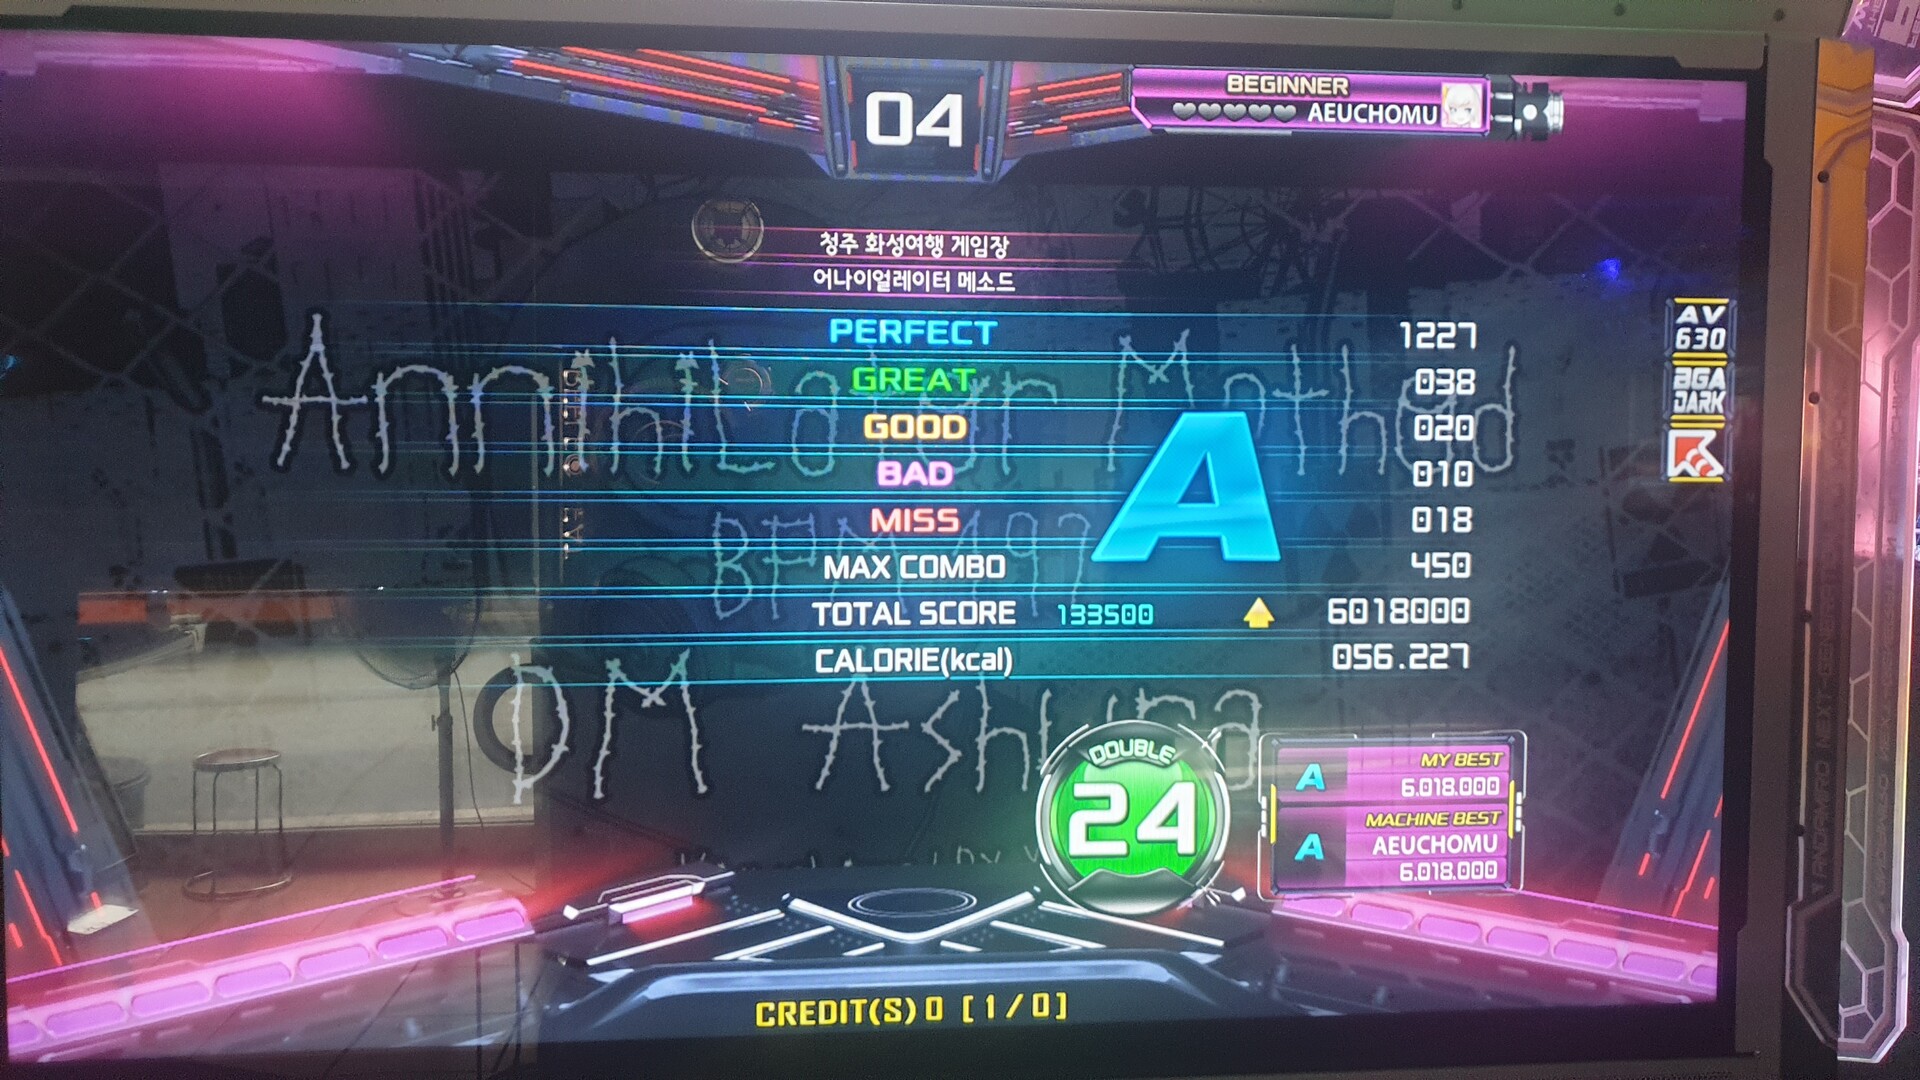 04
BEGINNER
AEUCHOMU
청주 화성여행 게임장
어나이얼레이터 메소드
Annihilator Method
PERFECT 1227
GREAT 038
GOOD 020
BAD 010
MISS 018
MAX COMBO 450
TOTAL SCORE 133500 6018000
CALORIE(kcal) 056.227
A
BPM 197
DM Ashura
AV
630
BGA
DARK
DOUBLE
24
MY BEST
A 6.018.000
MACHINE BEST
A AEUCHOMU
6.018.000
CREDIT(S) 0 [ 1 / 0 ]